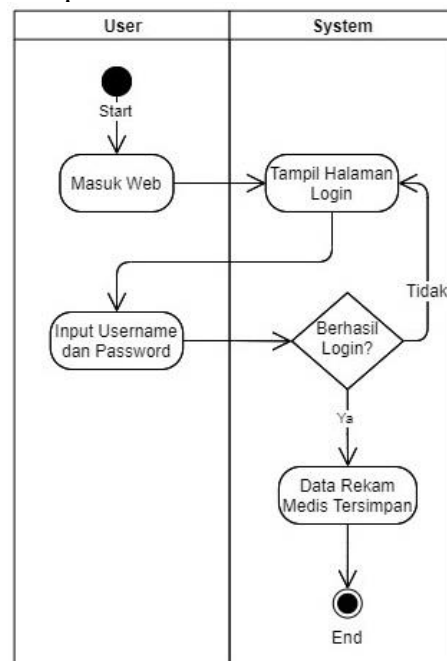 User
System
Start
Masuk Web
Tampil Halaman
Login
Input Username
dan Password
Berhasil
Login?
Tidak
Ya
Data Rekam
Medis Tersimpan
End